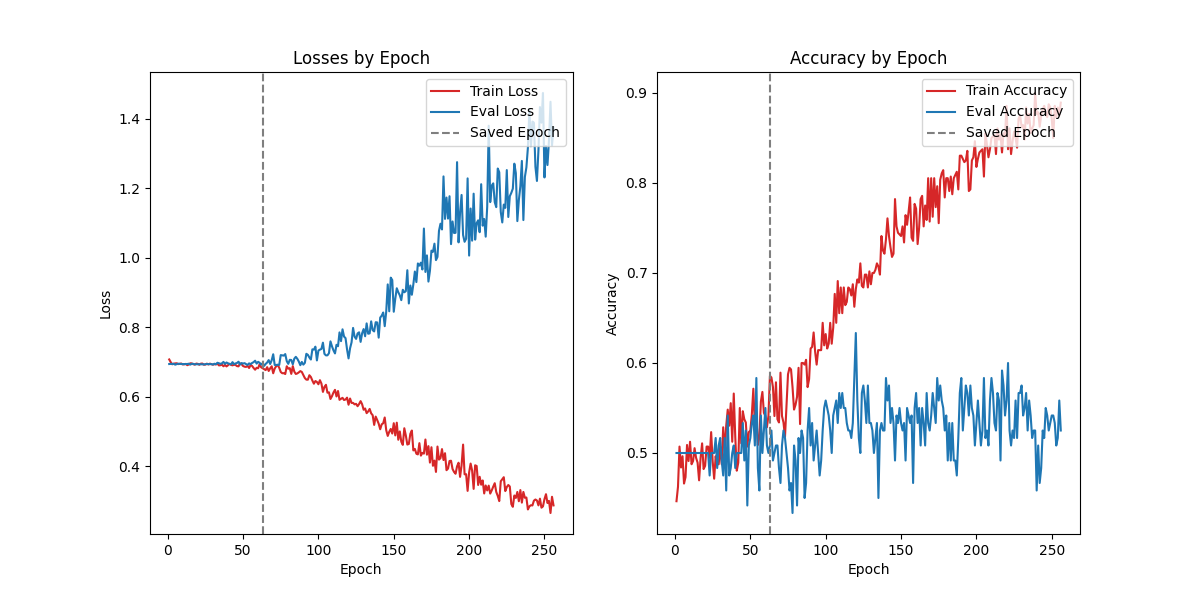 Losses by Epoch
Train Loss
Eval Loss
Saved Epoch
1.4
1.2
1.0
0.8
0.6
0.4
Loss
0
50
100
150
200
250
Epoch
Accuracy by Epoch
Train Accuracy
Eval Accuracy
Saved Epoch
0.9
0.8
0.7
0.6
0.5
Accuracy
0
50
100
150
200
250
Epoch